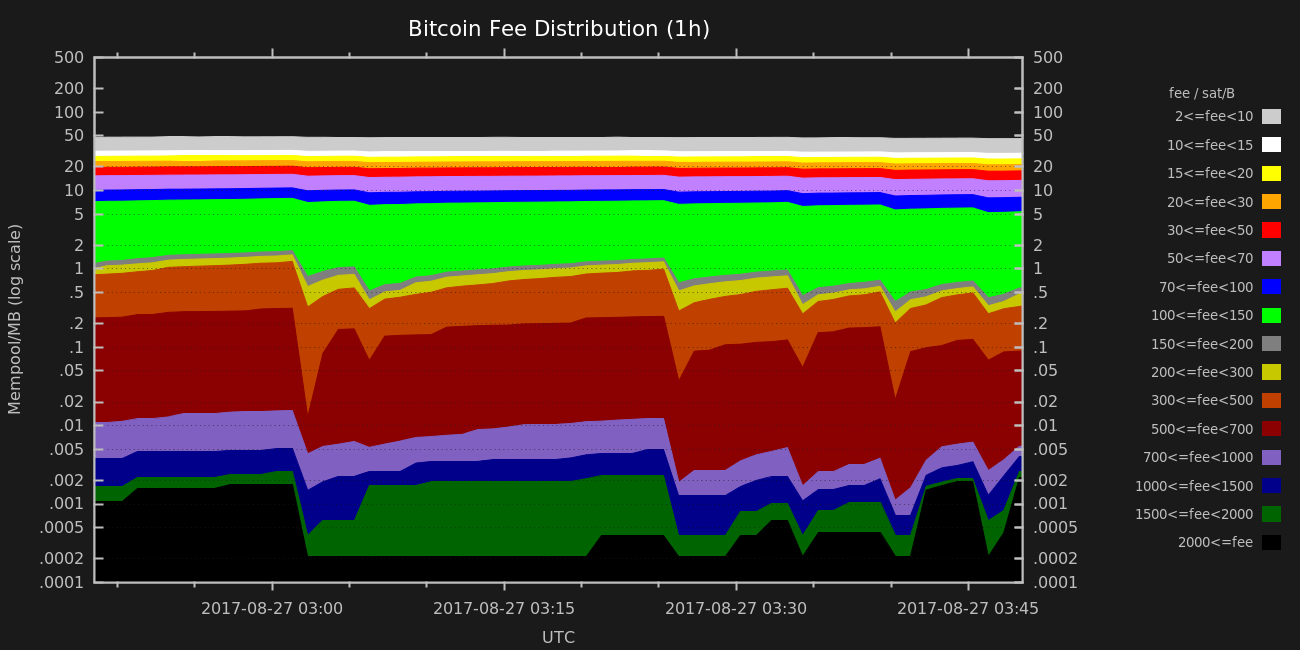 Bitcoin Fee Distribution (1h)
500 500
200 200
100 100
50 50
20 20
10 10
5 5
2 2
1 1
.5 .5
.2 .2
.1 .1
.05 .05
.02 .02
.01 .01
.005 .005
.002 .002
.001 .001
.0005 .0005
.0002 .0002
.0001 .0001
Mempool/MB (log scale)
2017-08-27 03:00 2017-08-27 03:15 2017-08-27 03:30 2017-08-27 03:45
UTC
fee / sat/B
2<=fee<10
10<=fee<15
15<=fee<20
20<=fee<30
30<=fee<50
50<=fee<70
70<=fee<100
100<=fee<150
150<=fee<200
200<=fee<300
300<=fee<500
500<=fee<700
700<=fee<1000
1000<=fee<1500
1500<=fee<2000
2000<=fee